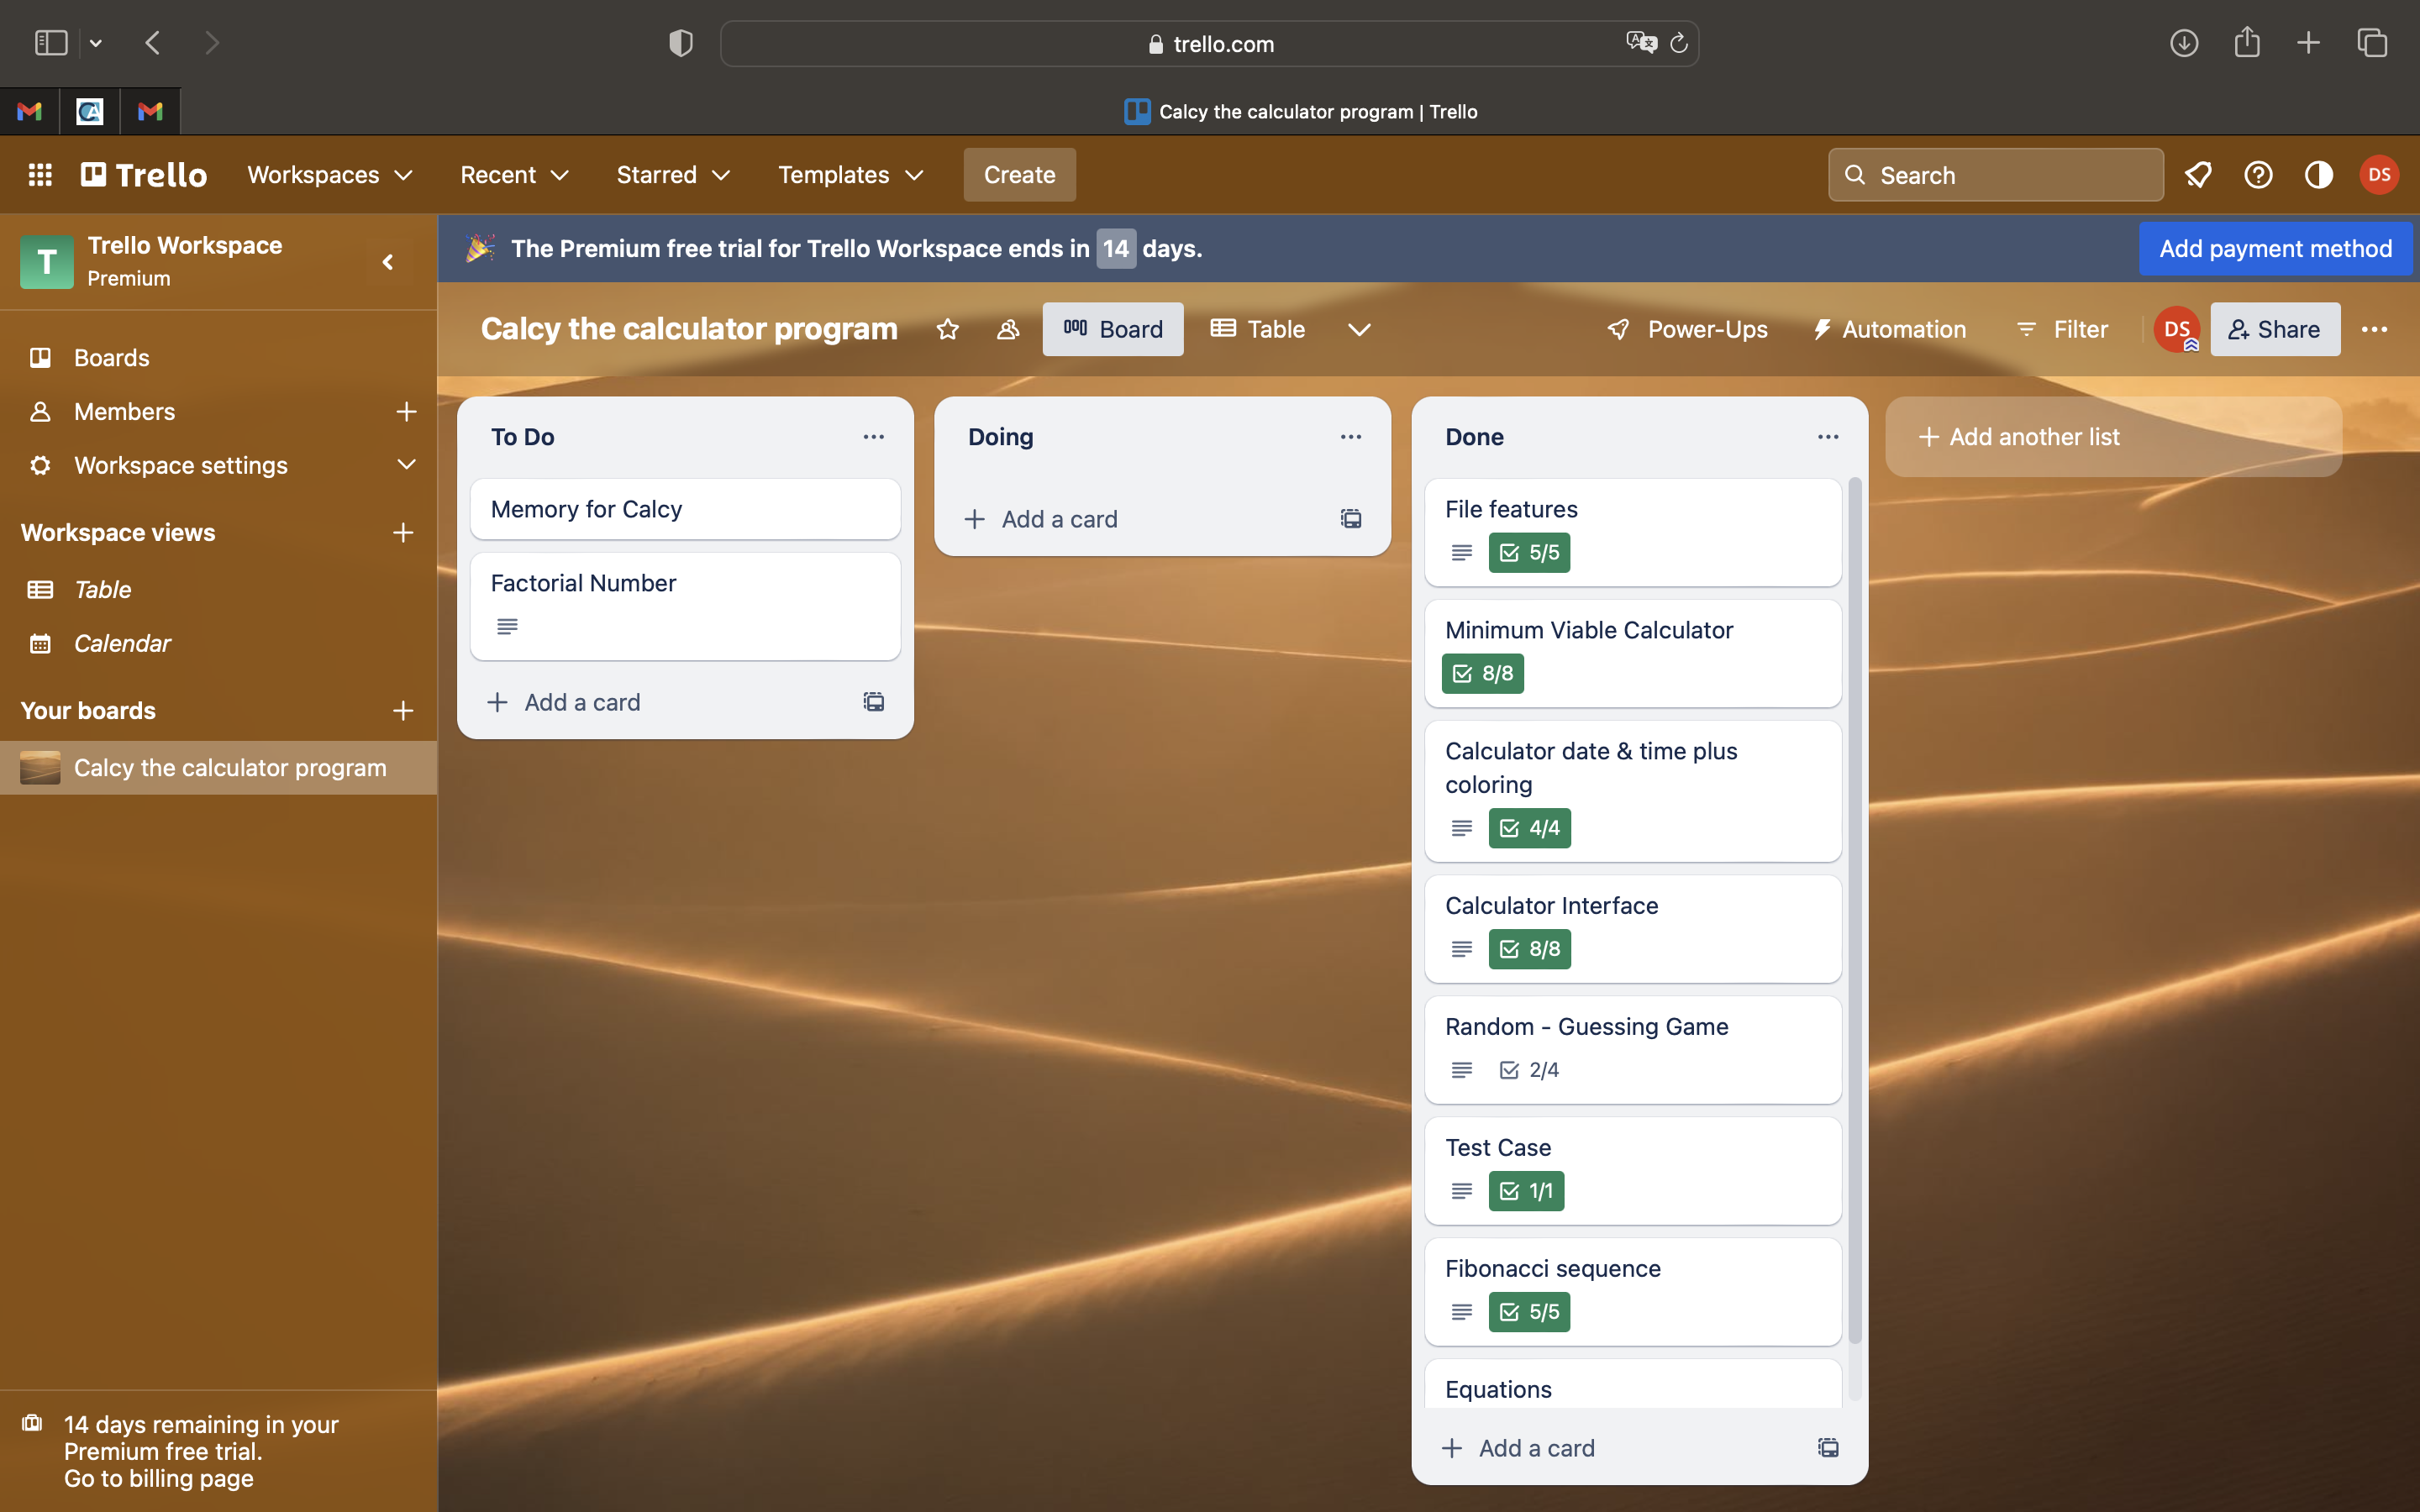 trello.com
Calcy the calculator program | Trello
Trello
Workspaces
Recent
Starred
Templates
Create
Search
DS
T
Trello Workspace
Premium
The Premium free trial for Trello Workspace ends in 14 days.
Add payment method
Calcy the calculator program
Board
Table
Power-Ups
Automation
Filter
DS
Share
Boards
Members
Workspace settings
Workspace views
Table
Calendar
Your boards
Calcy the calculator program
14 days remaining in your
Premium free trial.
Go to billing page
To Do
Memory for Calcy
Factorial Number
Add a card
Doing
Add a card
Done
File features
5/5
Minimum Viable Calculator
8/8
Calculator date & time plus
coloring
4/4
Calculator Interface
8/8
Random - Guessing Game
2/4
Test Case
1/1
Fibonacci sequence
5/5
Equations
Add a card
Add another list